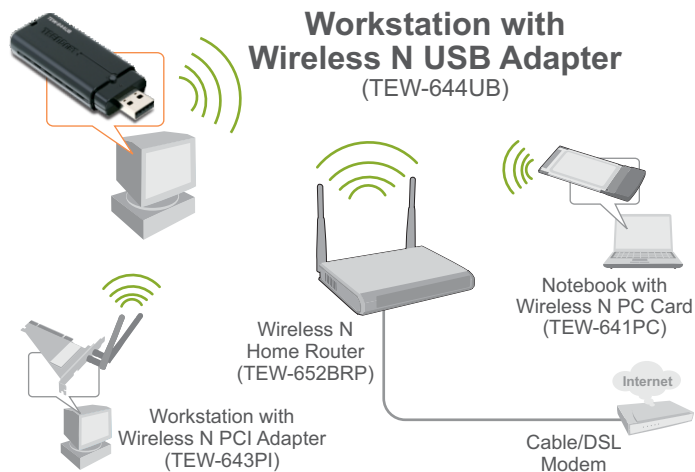 Workstation with
Wireless N USB Adapter
(TEW-644UB)
TRENDNET
Notebook with
Wireless N PC Card
(TEW-641PC)
Wireless N
Home Router
(TEW-652BRP)
Internet
Workstation with
Wireless N PCI Adapter
(TEW-643PI)
Cable/DSL
Modem